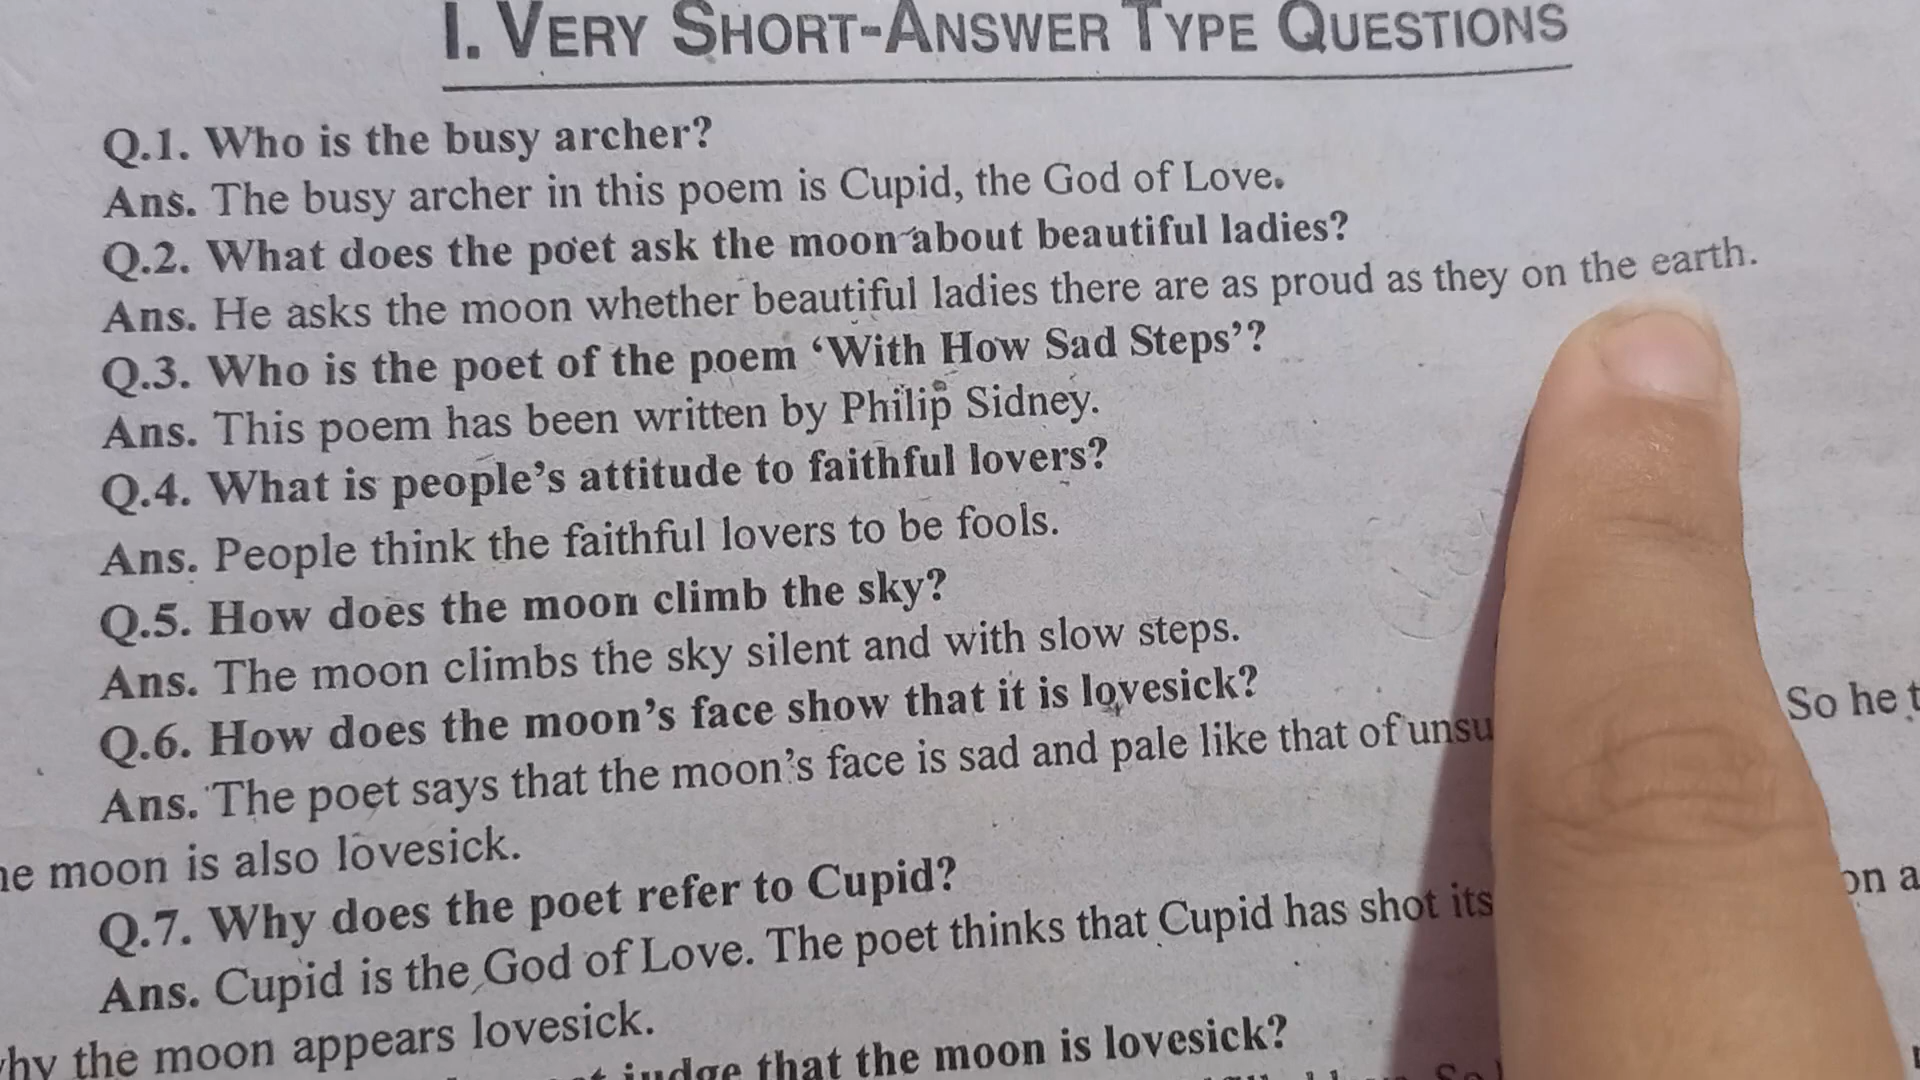 I. VERY SHORT-ANSWER TYPE QUESTIONS
Q.1. Who is the busy archer?
Ans. The busy archer in this poem is Cupid, the God of Love.
Q.2. What does the poet ask the moon about beautiful ladies?
Ans. He asks the moon whether beautiful ladies there are as proud as they on the earth.
Q.3. Who is the poet of the poem ‘With How Sad Steps’?
Ans. This poem has been written by Philip Sidney.
Q.4. What is people’s attitude to faithful lovers?
Ans. People think the faithful lovers to be fools.
Q.5. How does the moon climb the sky?
Ans. The moon climbs the sky silent and with slow steps.
Q.6. How does the moon’s face show that it is lovesick?
Ans. The poet says that the moon’s face is sad and pale like that of So he
moon is also lovesick.
Q.7. Why does the poet refer to Cupid?
Ans. Cupid is the God of Love. The poet thinks that Cupid has shot its
the moon appears lovesick.
judge that the moon is lovesick?